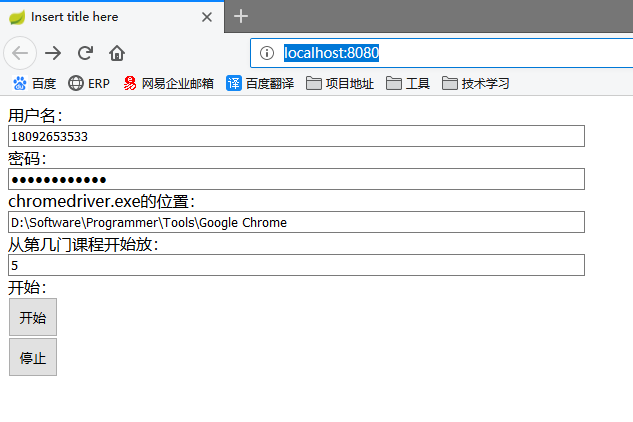 Insert title here
localhost:8080
百度 ERP 易 网易企业邮箱 译 百度翻译 项目地址 工具 技术学习
用户名：
18092653533
密码：
●●●●●●●●●●●●
chromedriver.exe的位置：
D:\Software\Programmer\Tools\Google Chrome
从第几门课程开始放：
5
开始：
开始
停止